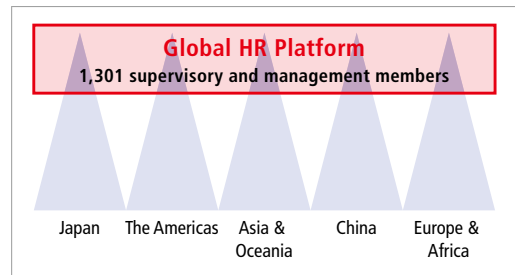 Global HR Platform
1,301 supervisory and management members
Japan
The Americas
Asia &
Oceania
China
Europe &
Africa